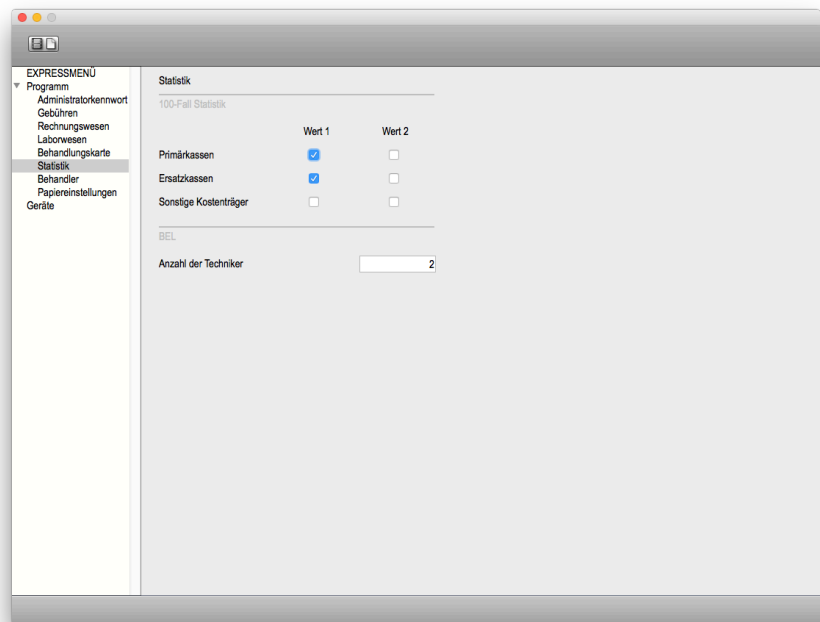 EXPRESSMENÜ
Programm
Administratorkennwort
Gebühren
Rechnungswesen
Laborwesen
Behandlungskarte
Statistik
Behandler
Papiereinstellungen
Geräte
Statistik
100-Fall Statistik
Wert 1 Wert 2
Primärkassen
Ersatzkassen
Sonstige Kostenträger
BEL
Anzahl der Techniker 2